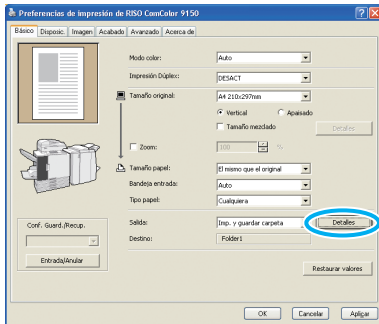 Preferencias de impresión de RISO ComColor 9150
Básico Disposic. Imagen Acabado Avanzado Acerca de
Modo color: Auto
Impresión Dúplex: DESACT
Tamaño original: A4 210x297mm
Vertical Apaisado
Tamaño mezclado Detalles
Zoom: 100 %
Tamaño papel: El mismo que el original
Bandeja entrada: Auto
Tipo papel: Cualquiera
Conf. Guard./Recup.
Entrada/Anular
Salida: Imp. y guardar carpeta Detalles
Destino: Folder1
Restaurar valores
OK Cancelar Aplicar